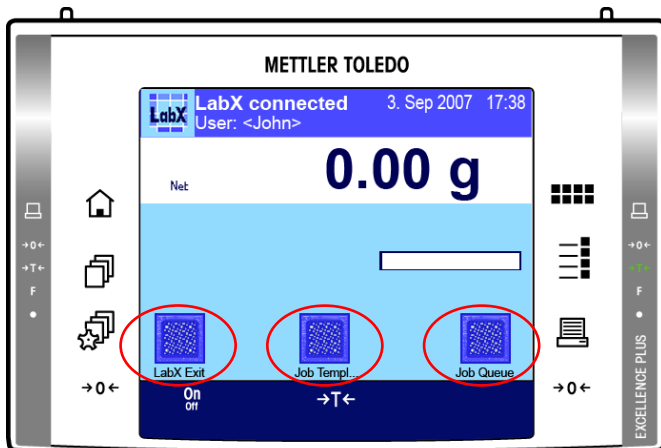 METTLER TOLEDO
LabX
LabX connected
3. Sep 2007 17:38
User: <John>
Net:
0.00 g
LabX Exit
Job Templ...
Job Queue
On
Off
→T←
→0←
→0←
→0←
→T←
F
→0←
→T←
F
EXCELLENCE PLUS